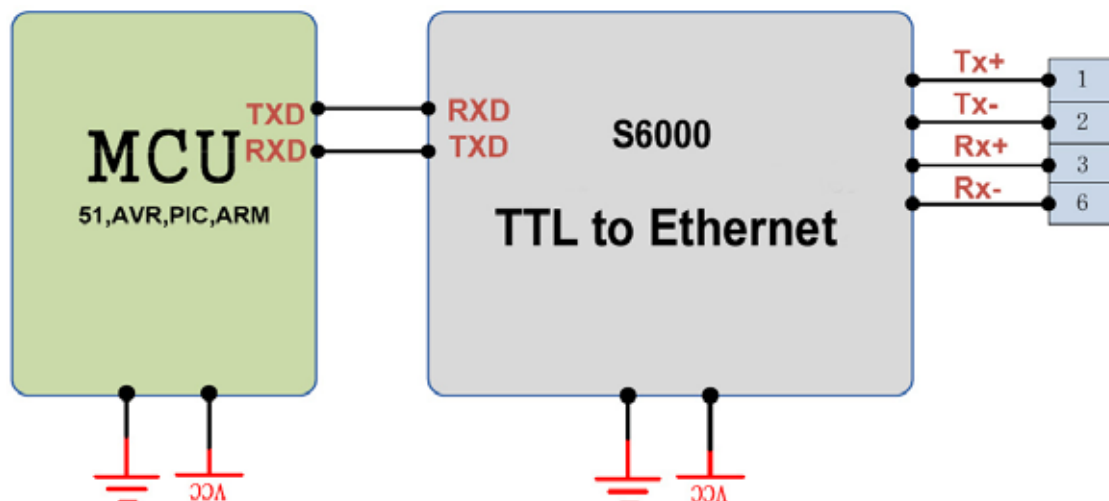 TXD
RXD
MCU
51,AVR,PIC,ARM
RXD
TXD
S6000
TTL to Ethernet
Tx+
Tx-
Rx+
Rx-
1
2
3
6
VCC
VCC